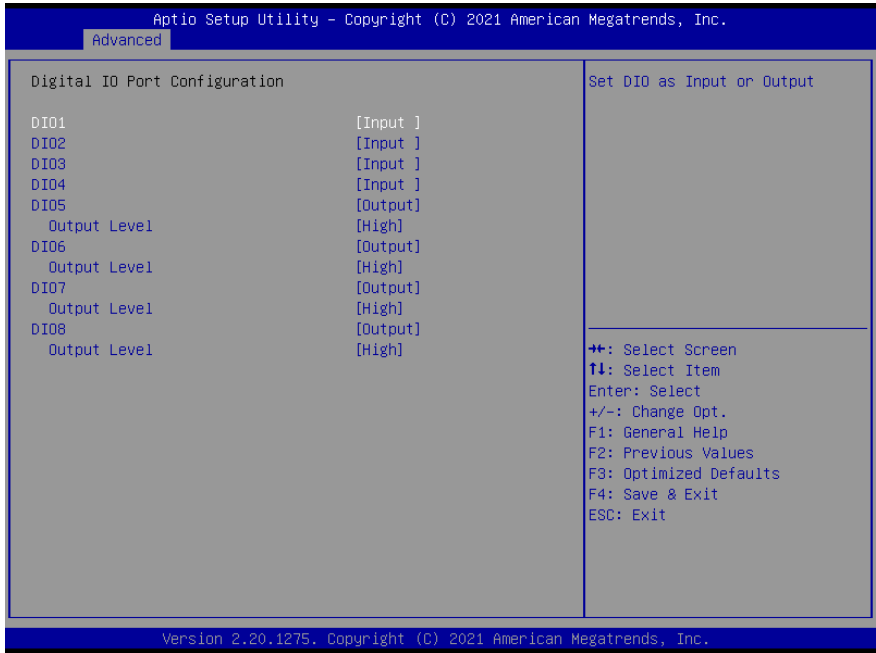 Aptio Setup Utility – Copyright (C) 2021 American Megatrends, Inc.
Advanced
Digital IO Port Configuration
DIO1 [Input ]
DIO2 [Input ]
DIO3 [Input ]
DIO4 [Input ]
DIO5 [Output]
Output Level [High]
DIO6 [Output]
Output Level [High]
DIO7 [Output]
Output Level [High]
DIO8 [Output]
Output Level [High]
Set DIO as Input or Output
→←: Select Screen
↑↓: Select Item
Enter: Select
+/-: Change Opt.
F1: General Help
F2: Previous Values
F3: Optimized Defaults
F4: Save & Exit
ESC: Exit
Version 2.20.1275. Copyright (C) 2021 American Megatrends, Inc.